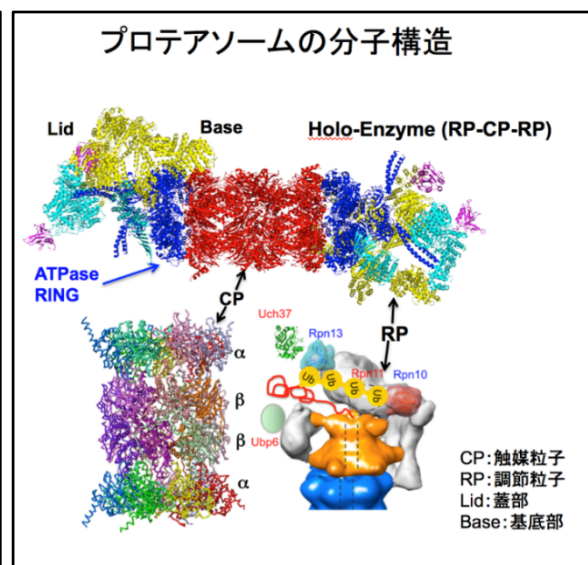 プロテアソームの分子構造
Lid
Base
Holo-Enzyme (RP-CP-RP)
ATPase
RING
CP
RP
α
β
β
α
Uch37
Rpn13
Ub
Ub
Ub
Ub
Rpn11
Rpn10
Ubp6
CP:触媒粒子
RP:調節粒子
Lid:蓋部
Base:基底部